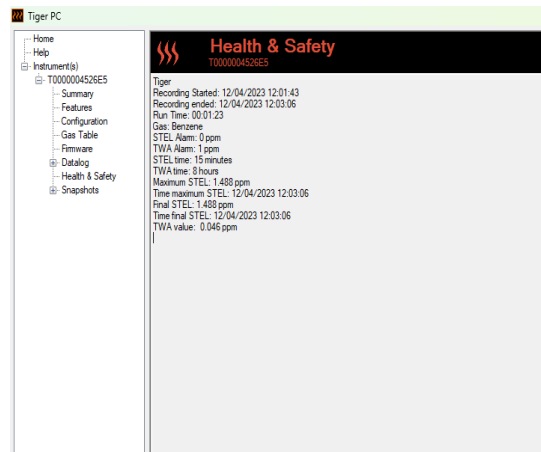 Tiger PC
Home
Help
Instrument(s)
T0000004526E5
Summary
Features
Configuration
Gas Table
Firmware
Datalog
Health & Safety
Snapshots
Health & Safety
T0000004526E5
Tiger
Recording Started: 12/04/2023 12:01:43
Recording ended: 12/04/2023 12:03:06
Run Time: 00:01:23
Gas: Benzene
STEL Alarm: 0 ppm
TWA Alarm: 1 ppm
STEL time: 15 minutes
TWA time: 8 hours
Maximum STEL: 1.488 ppm
Time maximum STEL: 12/04/2023 12:03:06
Final STEL: 1.488 ppm
Time final STEL: 12/04/2023 12:03:06
TWA value: 0.046 ppm